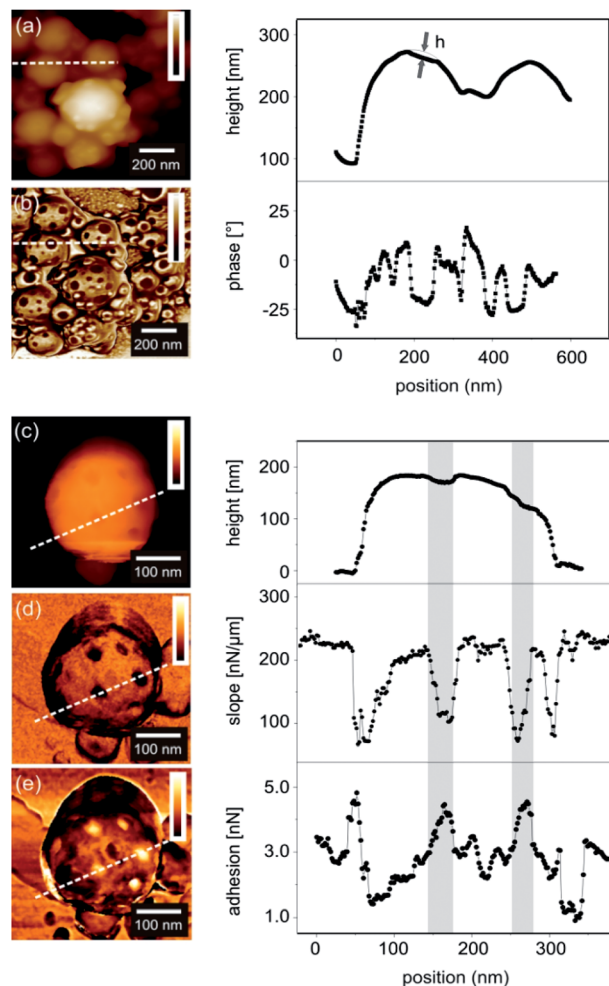 (a)
200 nm
300
200
100
height [nm]
h
(b)
200 nm
25
0
-25
phase [°]
0
200
400
600
position (nm)
(c)
100 nm
200
100
0
height [nm]
(d)
100 nm
300
200
100
slope [nN/μm]
(e)
100 nm
5.0
3.0
1.0
adhesion [nN]
0
100
200
300
position (nm)